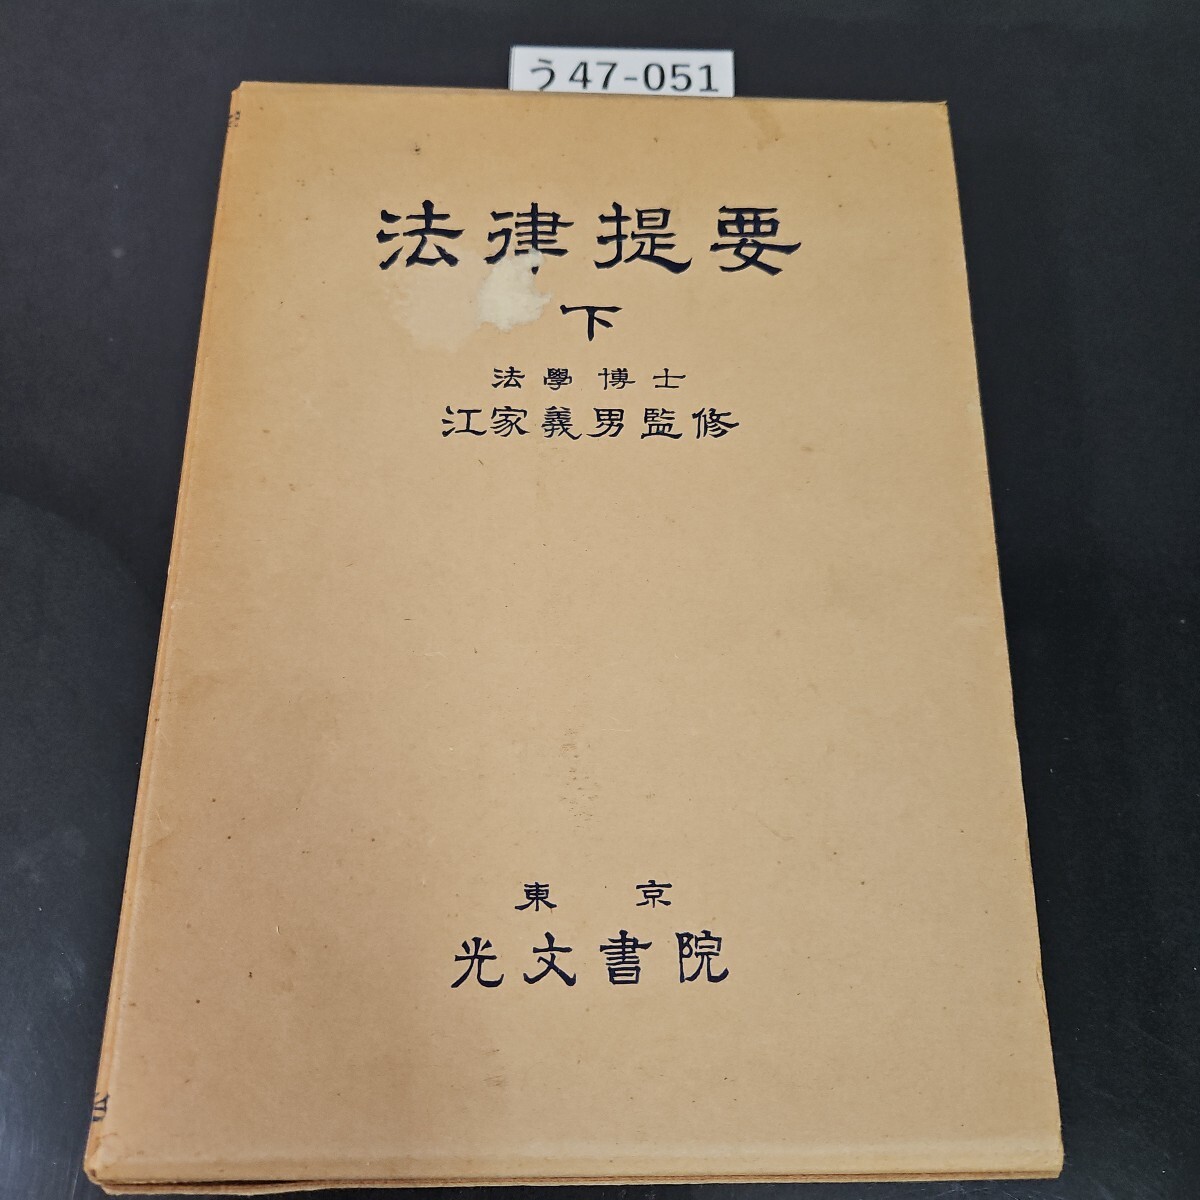 う47-051
法律提要
下
法學博士
江家義男監修
東京
光文書院